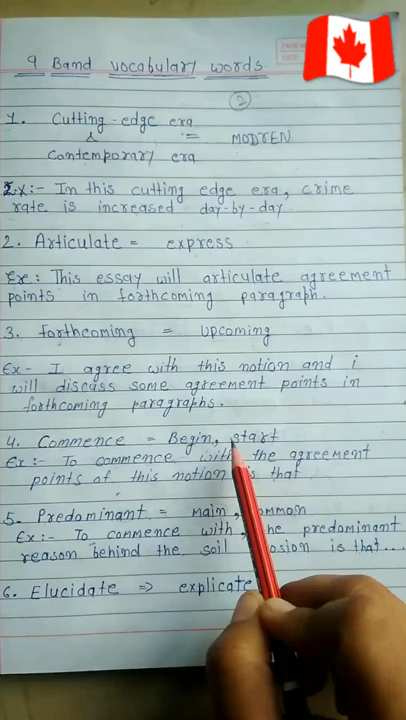 9 Band vocabulary words
2
1. Cutting-edge era
& = MODREN
Contemporary era
Ex:- In this cutting edge era, crime
rate is increased day-by-day
2. Articulate = express
Ex: This essay will articulate agreement
points in forthcoming paragraph.
3. forthcoming = Upcoming
Ex- I agree with this notion and i
will discuss some agreement points in
forthcoming paragraphs.
4. Commence = Begin, start
Ex:- To commence with the agreement
points of this notion is that
5. Predominant = main, common
Ex:- To commence with, the predominant
reason behind the soil osion is that...
6. Elucidate => explicate